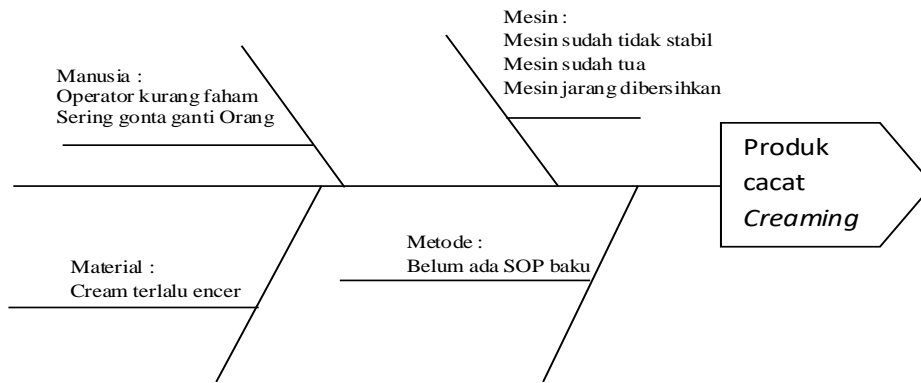 Manusia :
Operator kurang faham
Sering gonta ganti Orang
Mesin :
Mesin sudah tidak stabil
Mesin sudah tua
Mesin jarang dibersihkan
Produk
cacat
Creaming
Material :
Cream terlalu encer
Metode :
Belum ada SOP baku